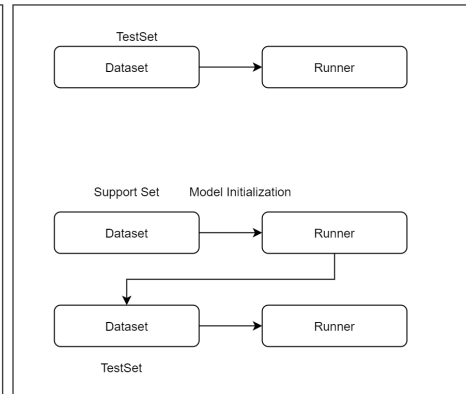 TestSet
Dataset
Runner
Support Set
Model Initialization
Dataset
Runner
Dataset
Runner
TestSet